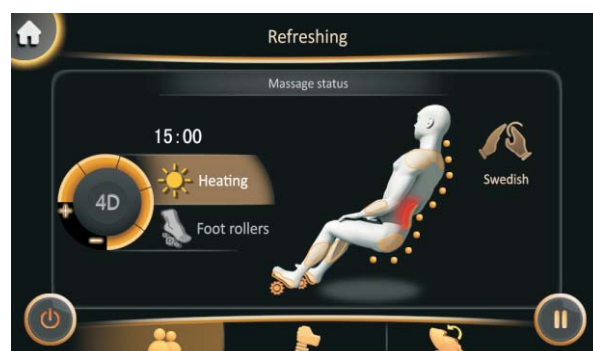 Refreshing
Massage status
15:00
Heating
4D
Foot rollers
Swedish